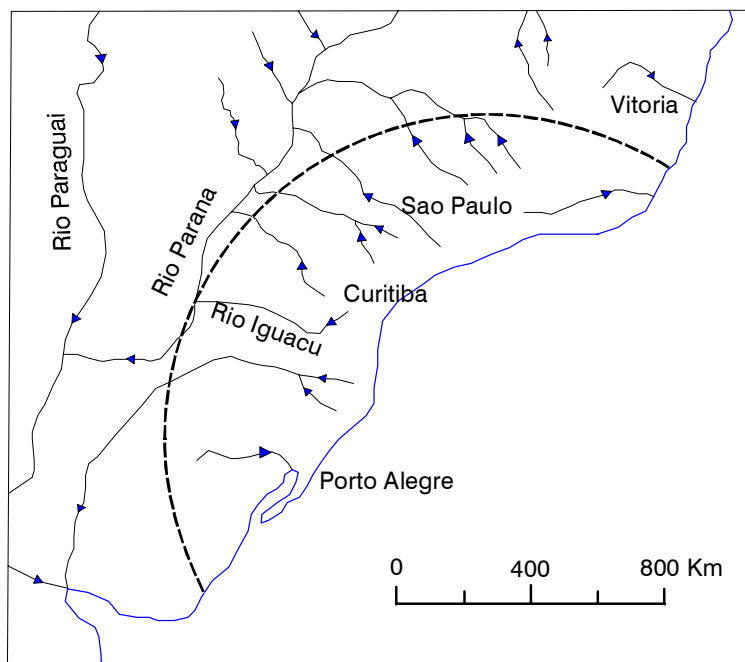 Vitoria
Sao Paulo
Rio Paraguai
Rio Parana
Curitiba
Rio Iguacu
Porto Alegre
0 400 800 Km